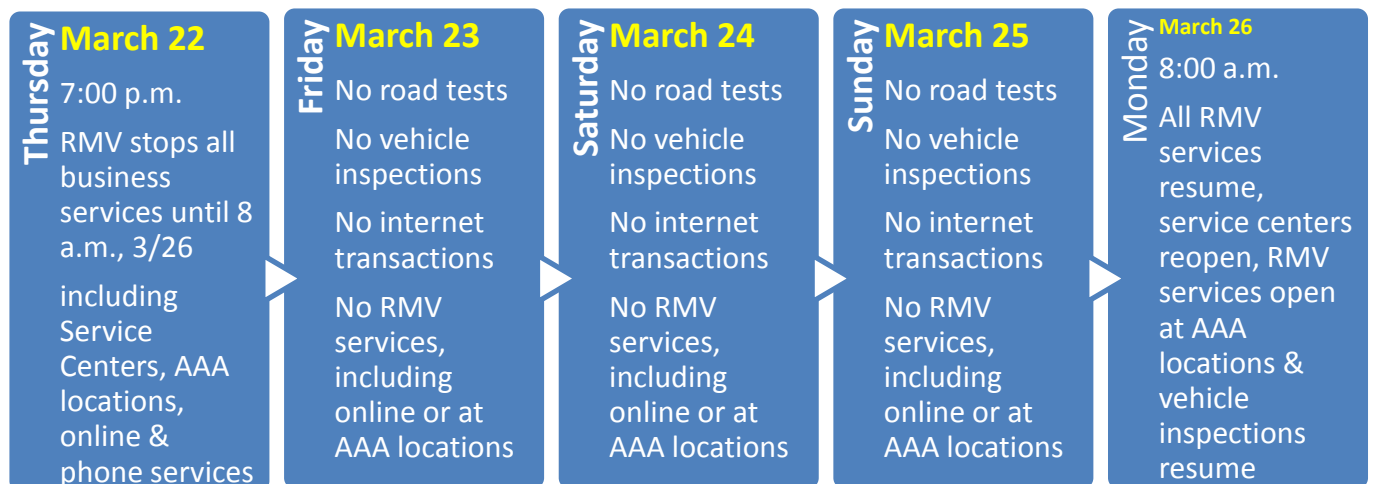 Thursday
March 22
7:00 p.m.
RMV stops all
business
services until 8
a.m., 3/26
including
Service
Centers, AAA
locations,
online &
phone services
Friday
March 23
No road tests
No vehicle
inspections
No internet
transactions
No RMV
services,
including
online or at
AAA locations
Saturday
March 24
No road tests
No vehicle
inspections
No internet
transactions
No RMV
services,
including
online or at
AAA locations
Sunday
March 25
No road tests
No vehicle
inspections
No internet
transactions
No RMV
services,
including
online or at
AAA locations
Monday
March 26
8:00 a.m.
All RMV
services
resume,
service centers
reopen, RMV
services open
at AAA
locations &
vehicle
inspections
resume